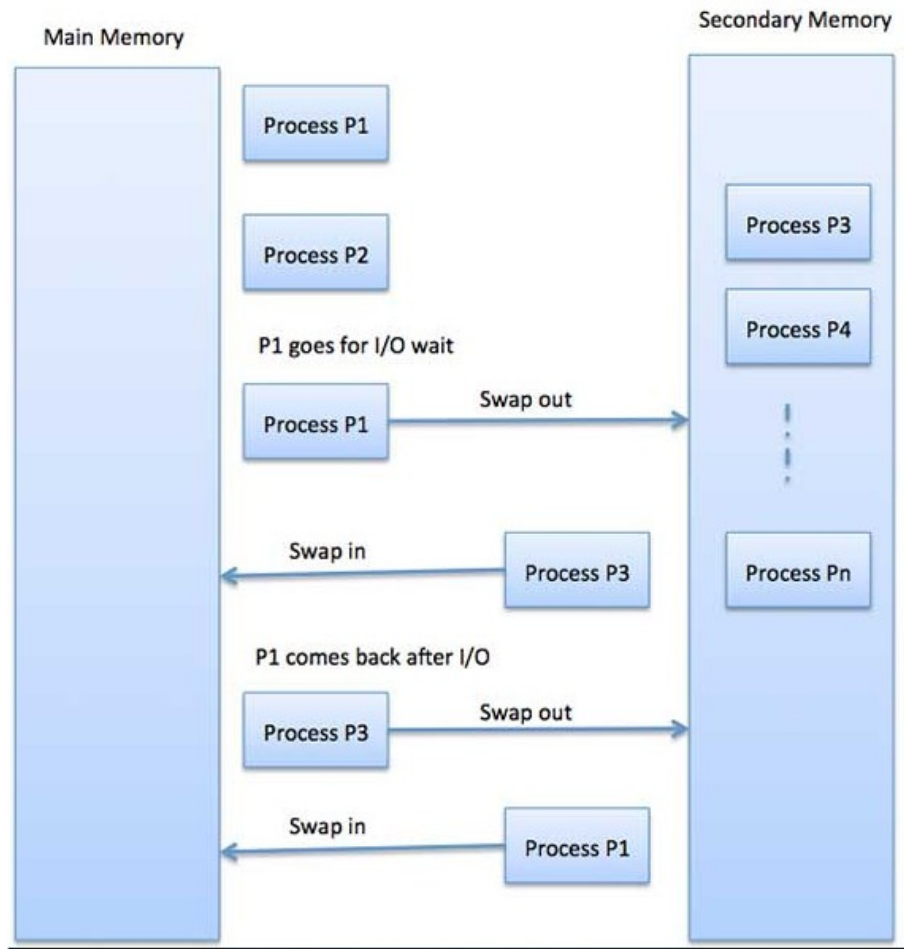 Main Memory
Secondary Memory
Process P1
Process P3
Process P2
Process P4
P1 goes for I/O wait
Process P1
Swap out
Swap in
Process P3
Process Pn
P1 comes back after I/O
Process P3
Swap out
Swap in
Process P1